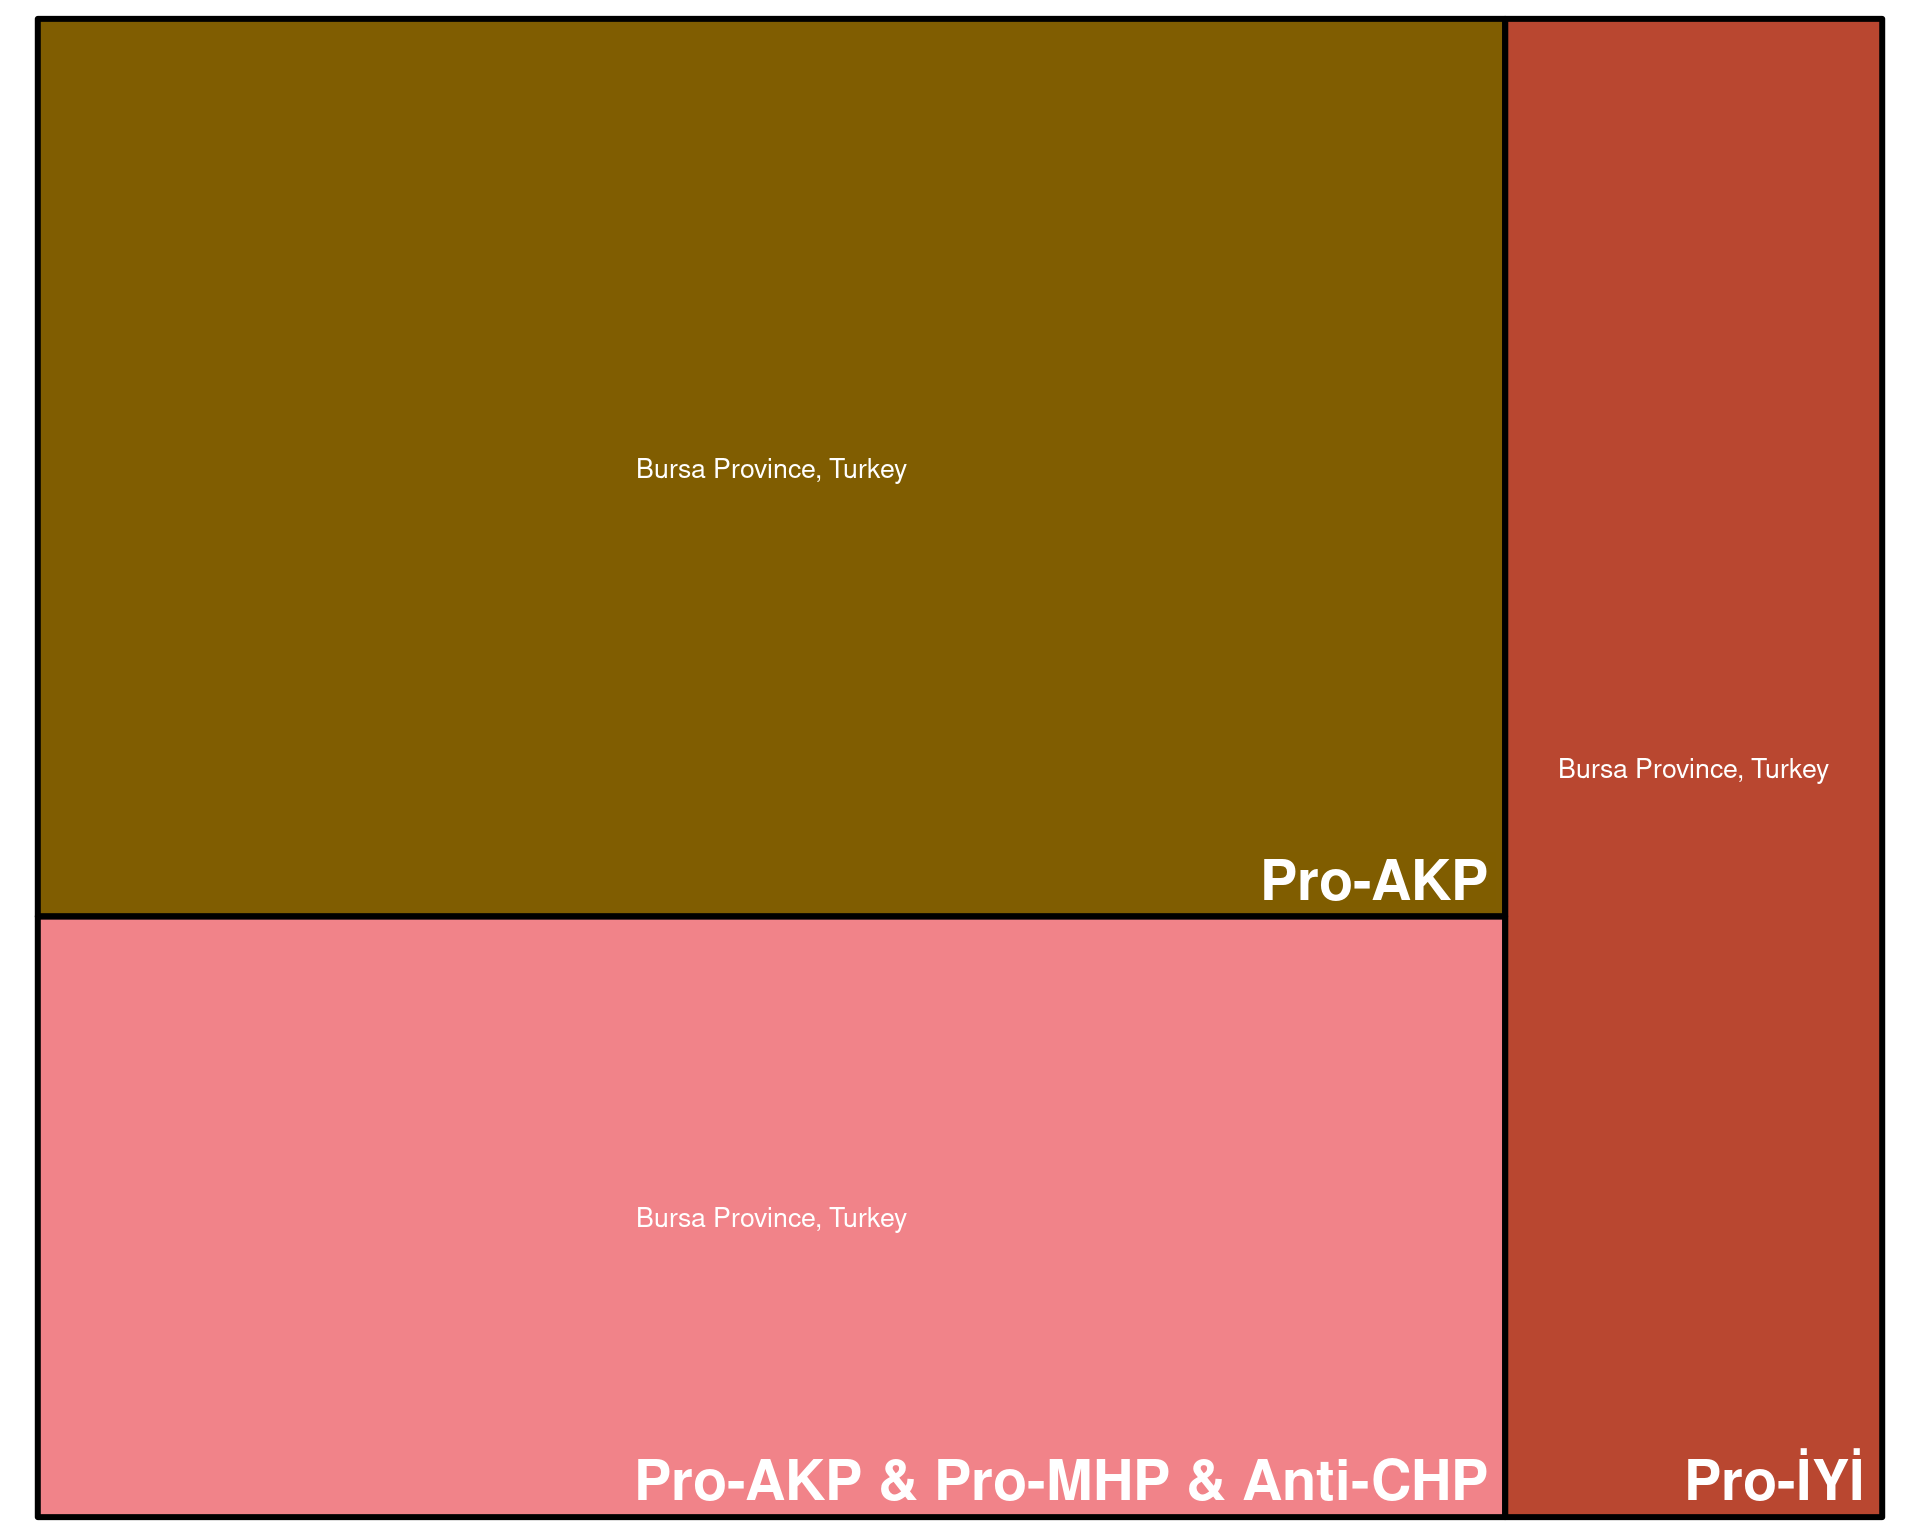 Bursa Province, Turkey
Pro-AKP
Bursa Province, Turkey
Pro-AKP & Pro-MHP & Anti-CHP
Bursa Province, Turkey
Pro-İYİ